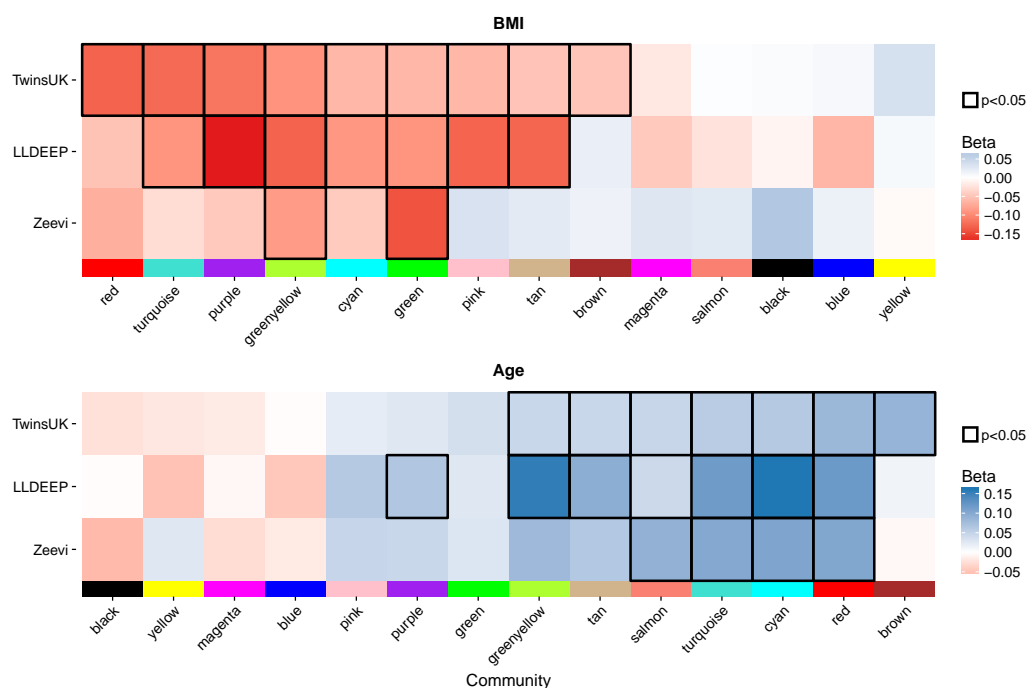 BMI
TwinsUK
LLDEEP
Zeevi
red turquoise purple greenyellow cyan green pink tan brown magenta salmon black blue yellow
p<0.05
Beta
0.05
0.00
−0.05
−0.10
−0.15
Age
TwinsUK
LLDEEP
Zeevi
black yellow magenta blue pink purple green greenyellow tan salmon turquoise cyan red brown
Community
p<0.05
Beta
0.15
0.10
0.05
0.00
−0.05